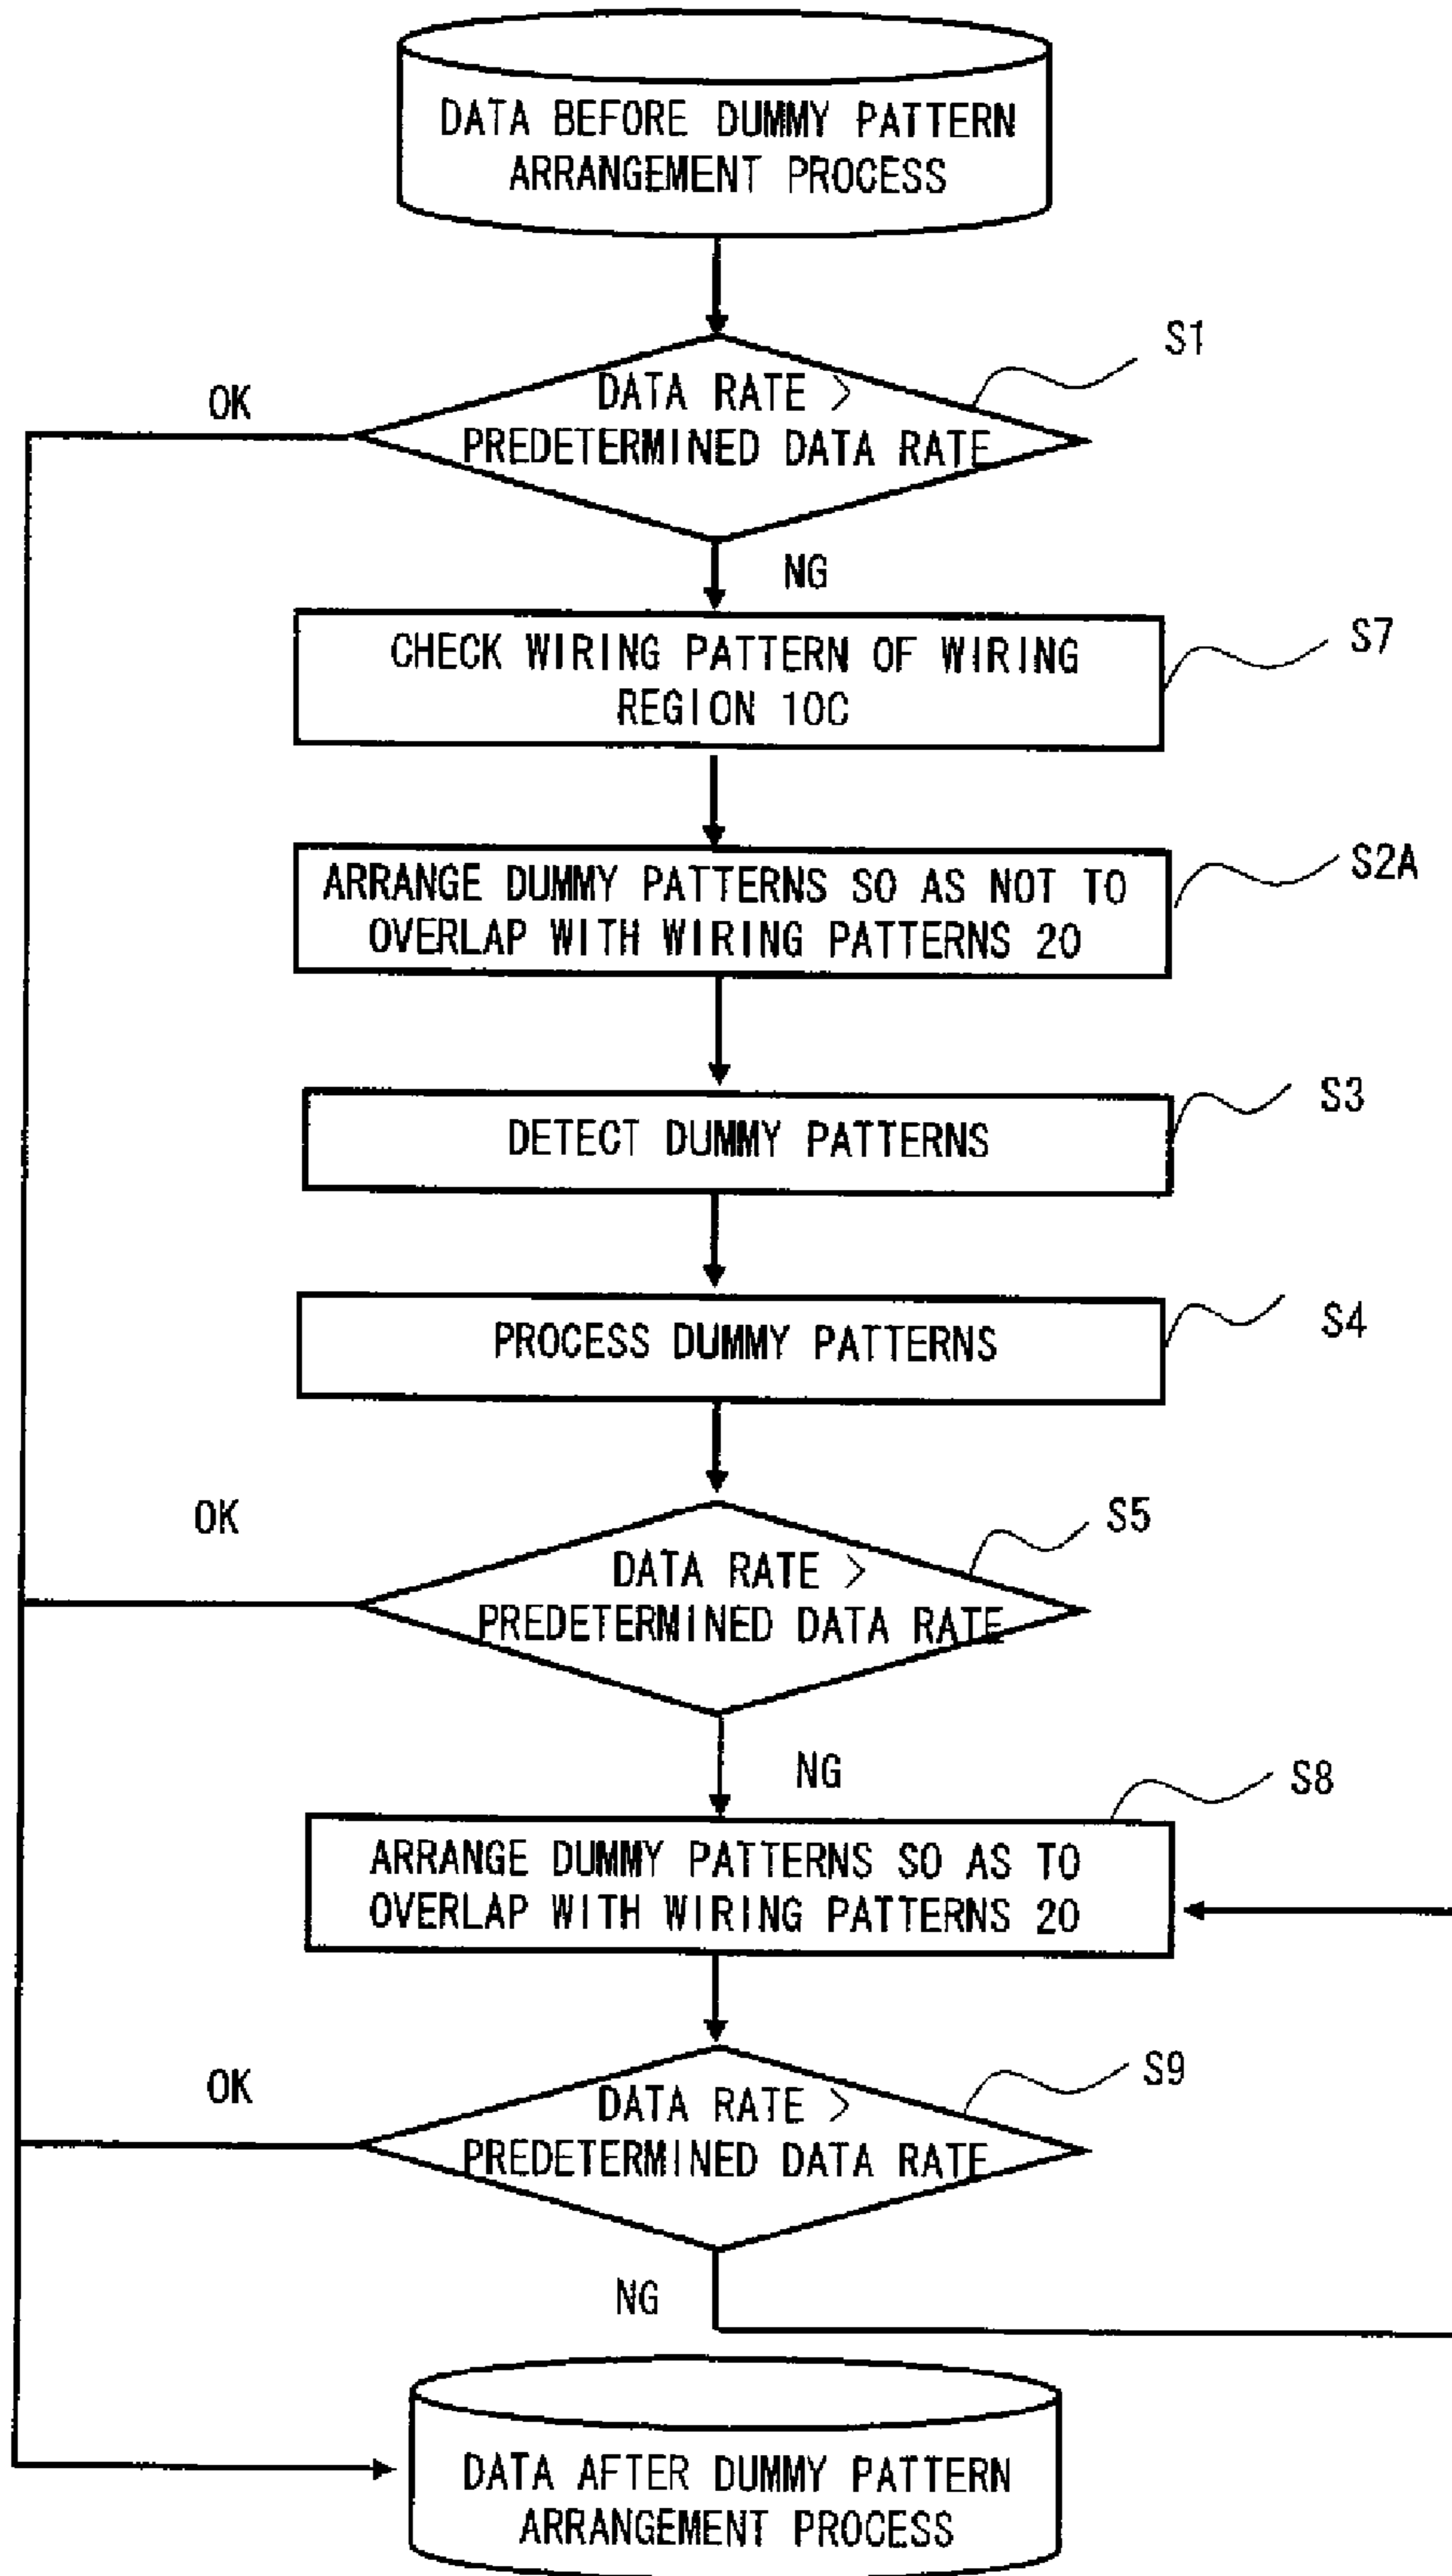 DATA BEFORE DUMMY PATTERN
ARRANGEMENT PROCESS
S1
OK
DATA RATE >
PREDETERMINED DATA RATE
NG
S7
CHECK WIRING PATTERN OF WIRING
REGION 10C
S2A
ARRANGE DUMMY PATTERNS SO AS NOT TO
OVERLAP WITH WIRING PATTERNS 20
S3
DETECT DUMMY PATTERNS
S4
PROCESS DUMMY PATTERNS
S5
OK
DATA RATE >
PREDETERMINED DATA RATE
NG
S8
ARRANGE DUMMY PATTERNS SO AS TO
OVERLAP WITH WIRING PATTERNS 20
S9
OK
DATA RATE >
PREDETERMINED DATA RATE
NG
DATA AFTER DUMMY PATTERN
ARRANGEMENT PROCESS